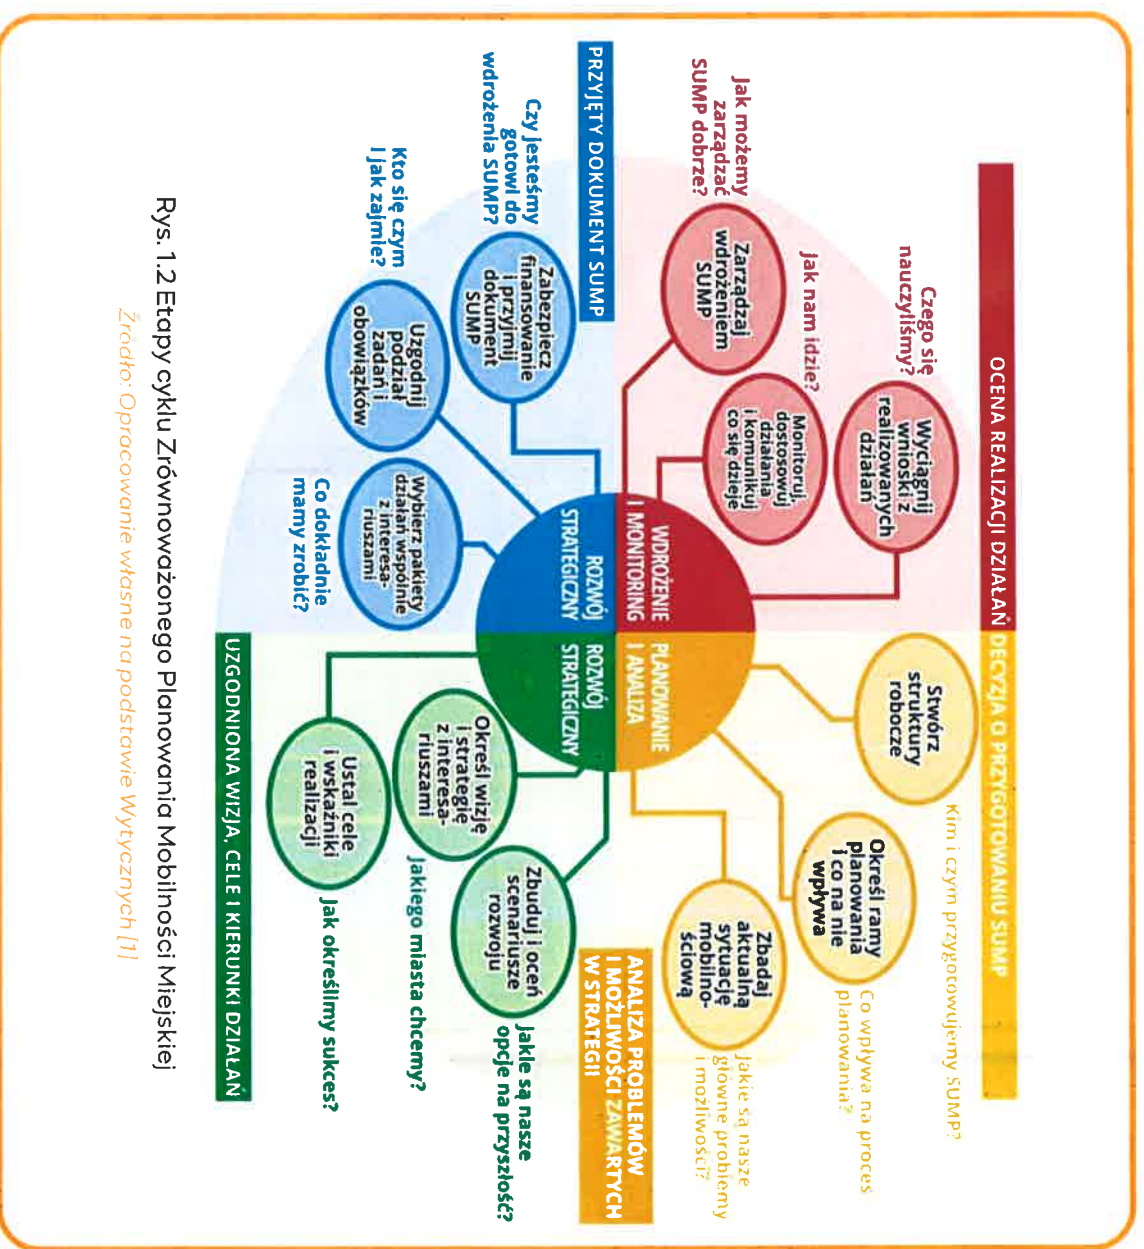 OCENA REALIZACJI DZIAŁAŃ
DECYZJA O PRZYGOTOWANIU SUMP
Stwórz
struktury
robocze
Kim i czym przygotowujemy SUMP?
Określ ramy
planowania
i co na nie
wpływa
Co wpływa na proces
planowania?
Zbadaj
aktualną
sytuację
mobilno-
ściową
Jakie są nasze
główne problemy
i możliwości?
ANALIZA PROBLEMÓW
I MOŻLIWOŚCI ZAWARTYCH
W STRATEGII
PLANOWANIE
I ANALIZA
ROZWÓJ
STRATEGICZNY
Zbuduj i oceń
scenariusze
rozwoju
Jakie są nasze
opcje na przyszłość?
Określ wizję
i strategię
z interesa-
riuszami
Jakiego miasta chcemy?
Ustal cele
i wskaźniki
realizacji
Jak określimy sukces?
UZGODNIONA WIZJA, CELE I KIERUNKI DZIAŁAŃ
ROZWÓJ
STRATEGICZNY
Wybierz pakiety
działań wspólnie
z interesa-
riuszami
Co dokładnie
mamy zrobić?
Uzgodnij
podział
zadań i
obowiązków
Kto się czym
i jak zajmie?
Zabezpiecz
finansowanie
i przyjmij
dokument
SUMP
Czy jesteśmy
gotowi do
wdrożenia SUMP?
PRZYJĘTY DOKUMENT SUMP
WDROŻENIE
I MONITORING
Zarządzaj
wdrożeniem
SUMP
Jak możemy
zarządzać
SUMP dobrze?
Monitoruj,
dostosowuj
działania
i komunikuj
co się dzieje
Jak nam idzie?
Wyciągnij
wnioski z
realizowanych
działań
Czego się
nauczyliśmy?
Rys. 1.2 Etapy cyklu Zrównoważonego Planowania Mobilności Miejskiej
Źródło: Opracowanie własne na podstawie Wytycznych [1]